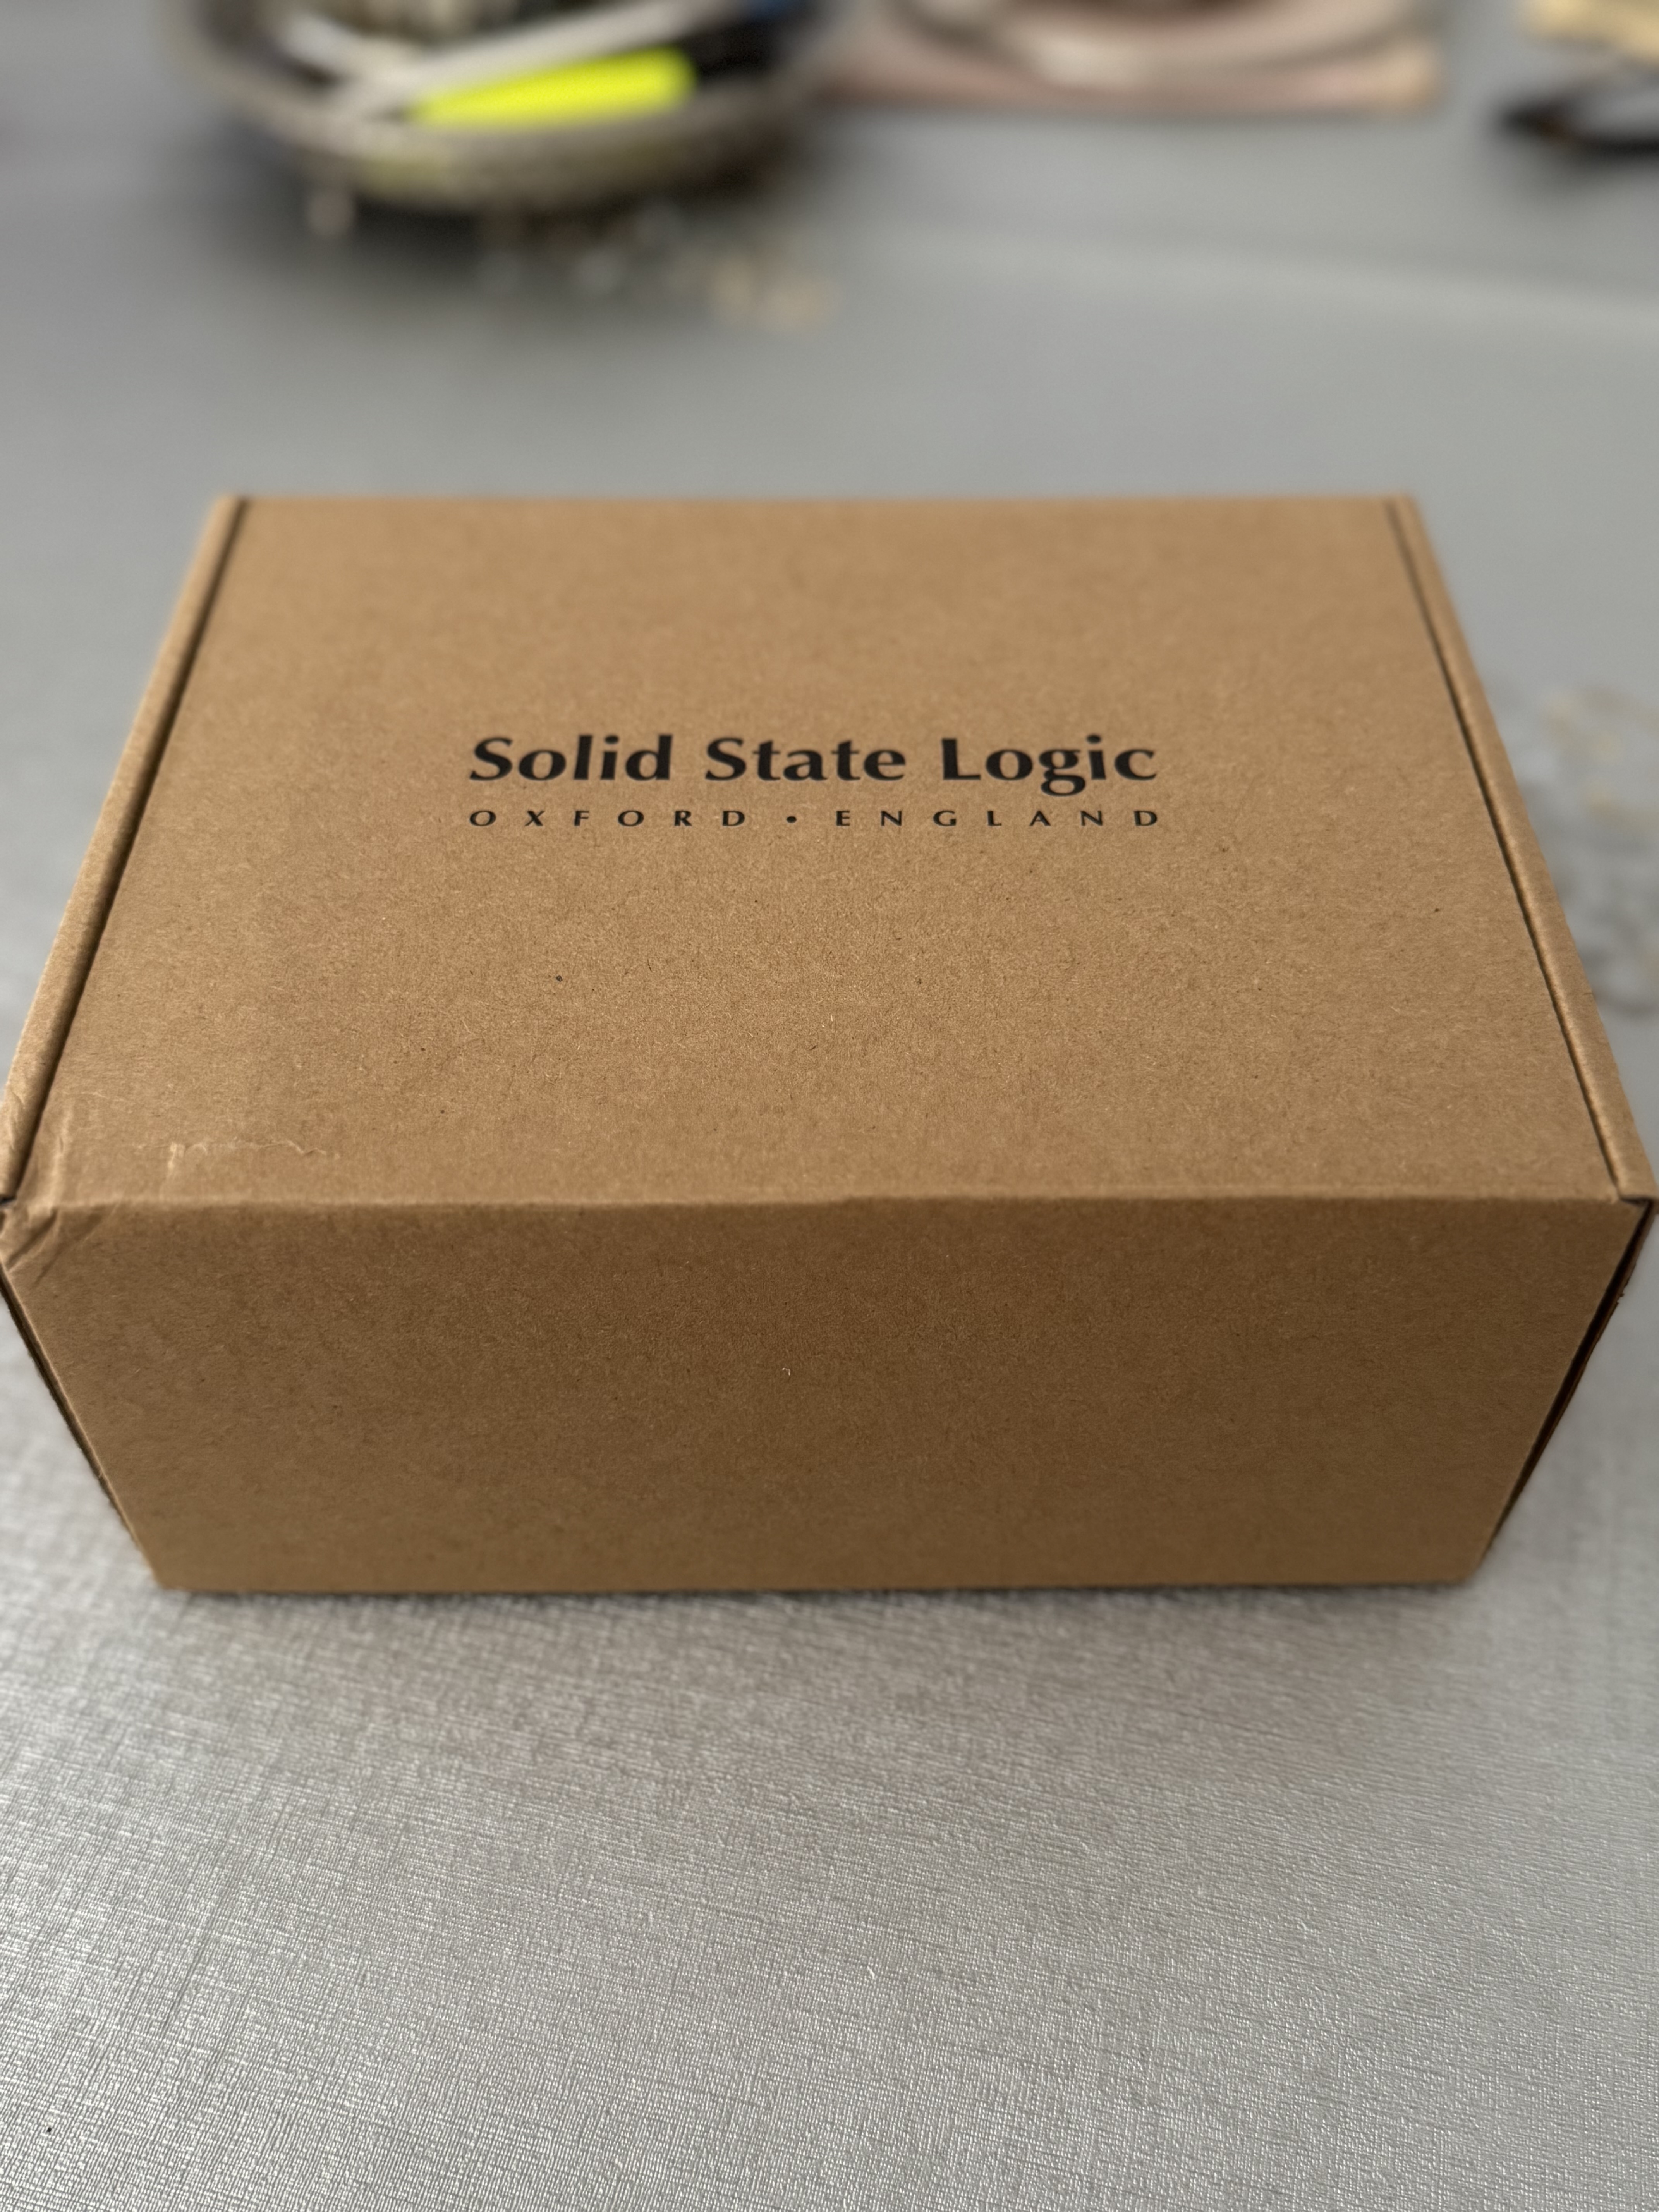 Solid State Logic
OXFORD • ENGLAND